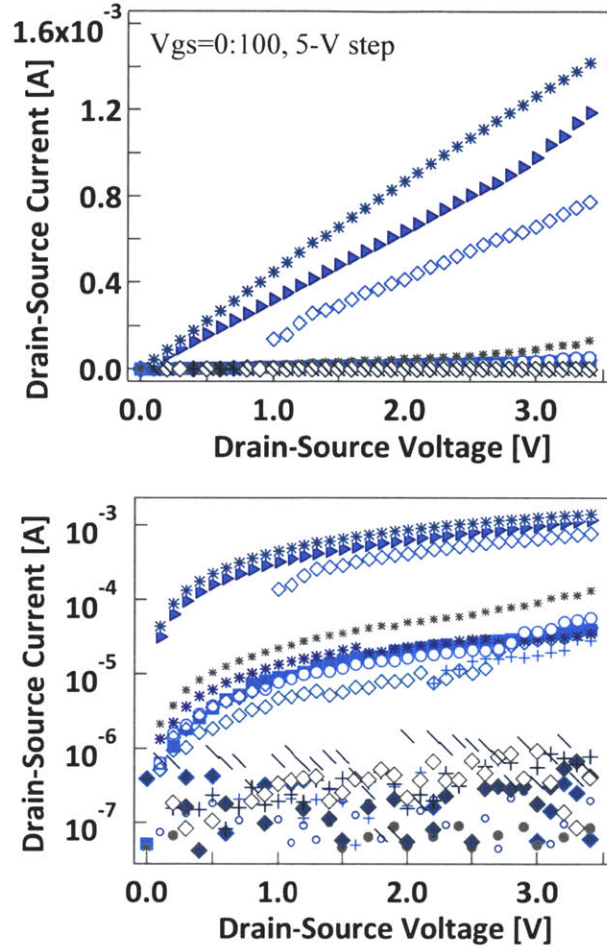 1.6x10-3
Vgs=0:100, 5-V step
1.2
0.8
0.4
0.0
Drain-Source Current [A]
0.0 1.0 2.0 3.0
Drain-Source Voltage [V]
10-3
10-4
10-5
10-6
10-7
Drain-Source Current [A]
0.0 1.0 2.0 3.0
Drain-Source Voltage [V]